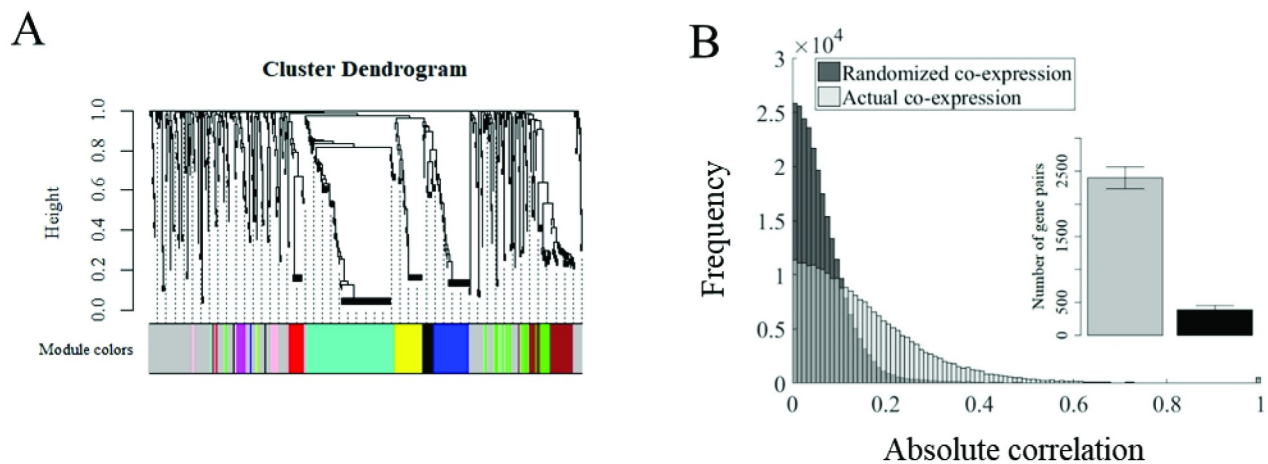 A
Cluster Dendrogram
Height
1.0
0.8
0.6
0.4
0.2
0.0
Module colors
B
×10⁴
3
2.5
2
1.5
1
0.5
0
Frequency
Randomized co-expression
Actual co-expression
Number of gene pairs
2500
1500
500
0
0
0.2
0.4
0.6
0.8
1
Absolute correlation